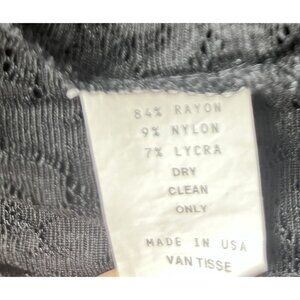 84% RAYON
9% NYLON
7% LYCRA
DRY
CLEAN
ONLY
MADE IN USA
VAN TISSE